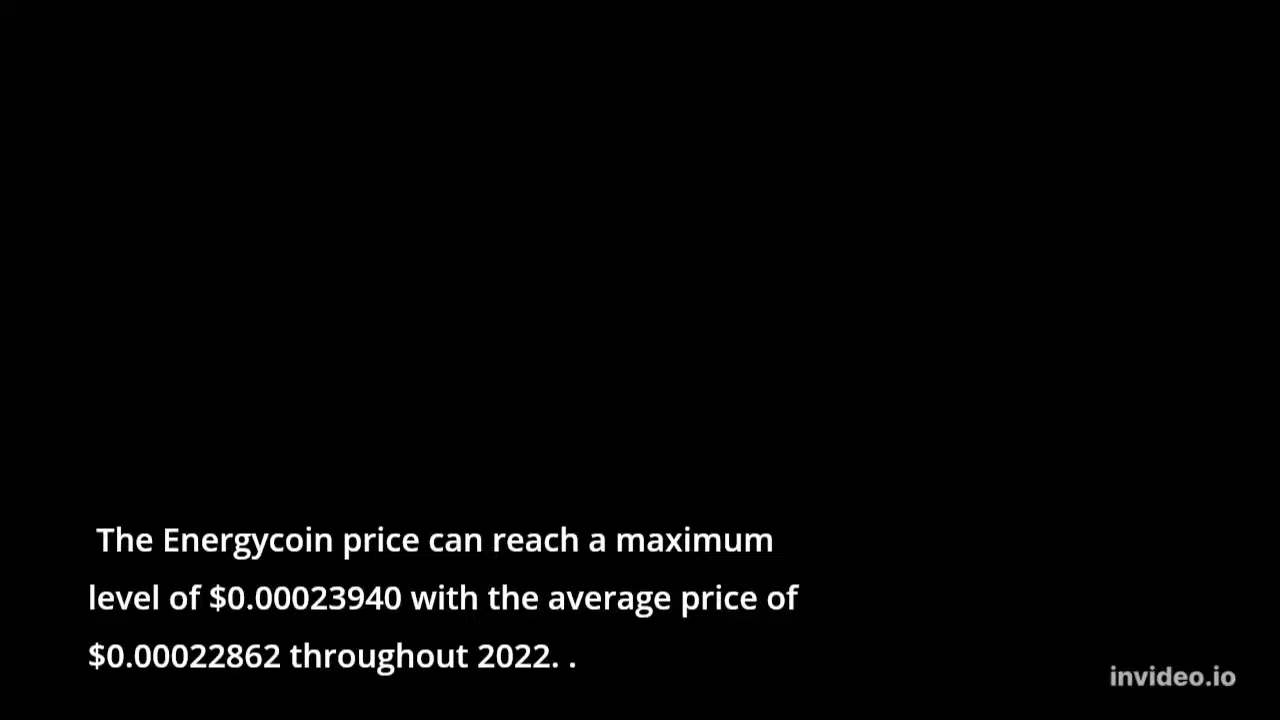 The Energycoin price can reach a maximum
level of $0.00023940 with the average price of
$0.00022862 throughout 2022. .
invideo.io